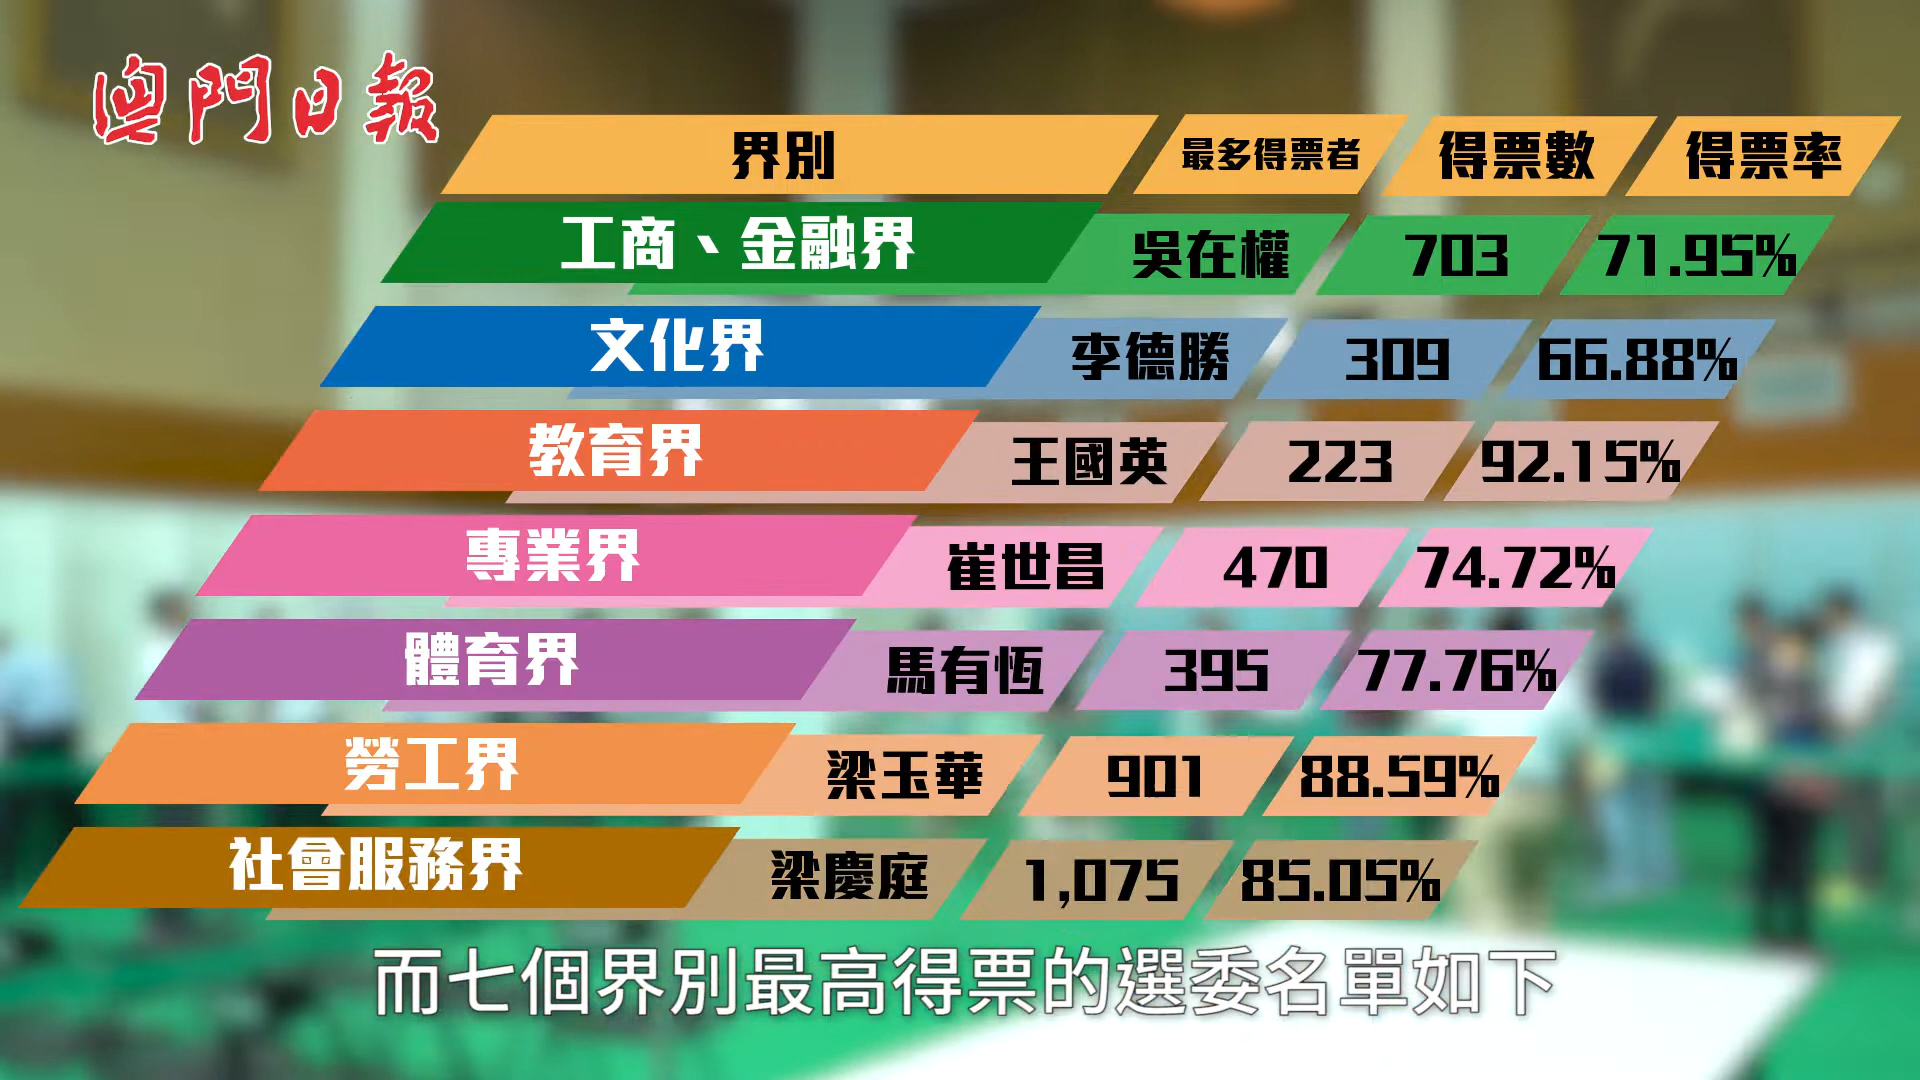 澳門日報
界別 最多得票者 得票數 得票率
工商、金融界 吳在權 703 71.95%
文化界 李德勝 309 66.88%
教育界 王國英 223 92.15%
專業界 崔世昌 470 74.72%
體育界 馬有恆 395 77.76%
勞工界 梁玉華 901 88.59%
社會服務界 梁慶庭 1,075 85.05%
而七個界別最高得票的選委名單如下